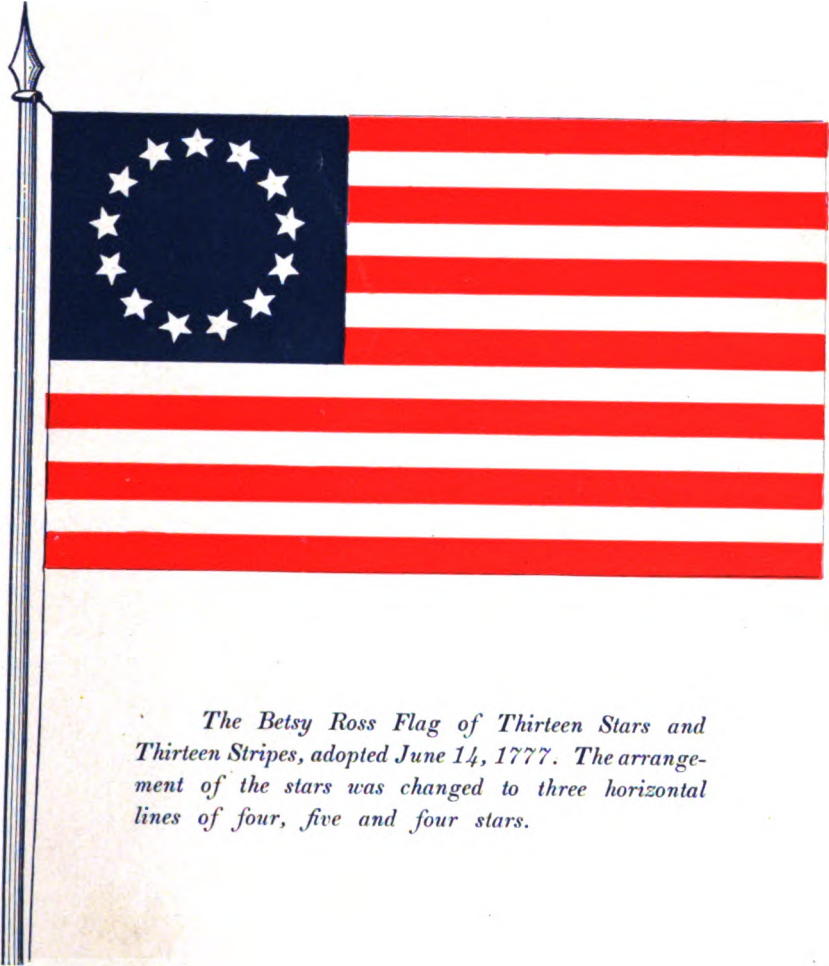 The Betsy Ross Flag of Thirteen Stars and
Thirteen Stripes, adopted June 14, 1777. The arrange-
ment of the stars was changed to three horizontal
lines of four, five and four stars.